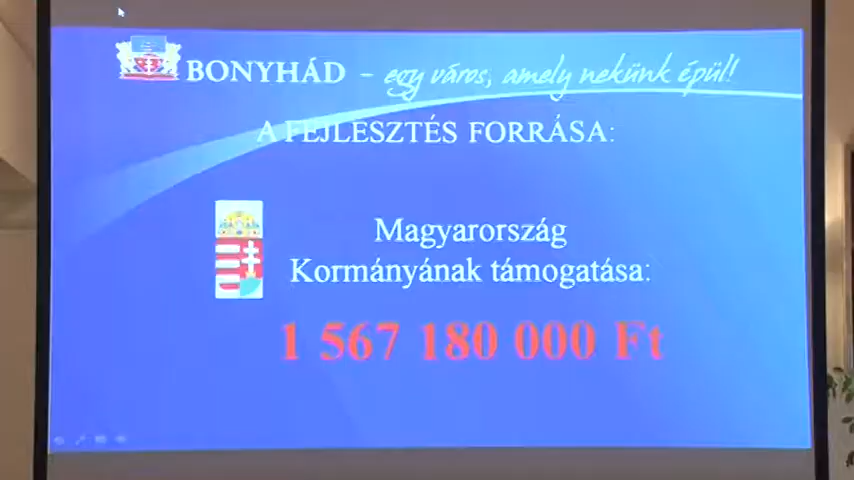 BONYHÁD - egy város, amely nekünk épül!
A FEJLESZTÉS FORRÁSA:
Magyarország
Kormányának támogatása:
1 567 180 000 Ft